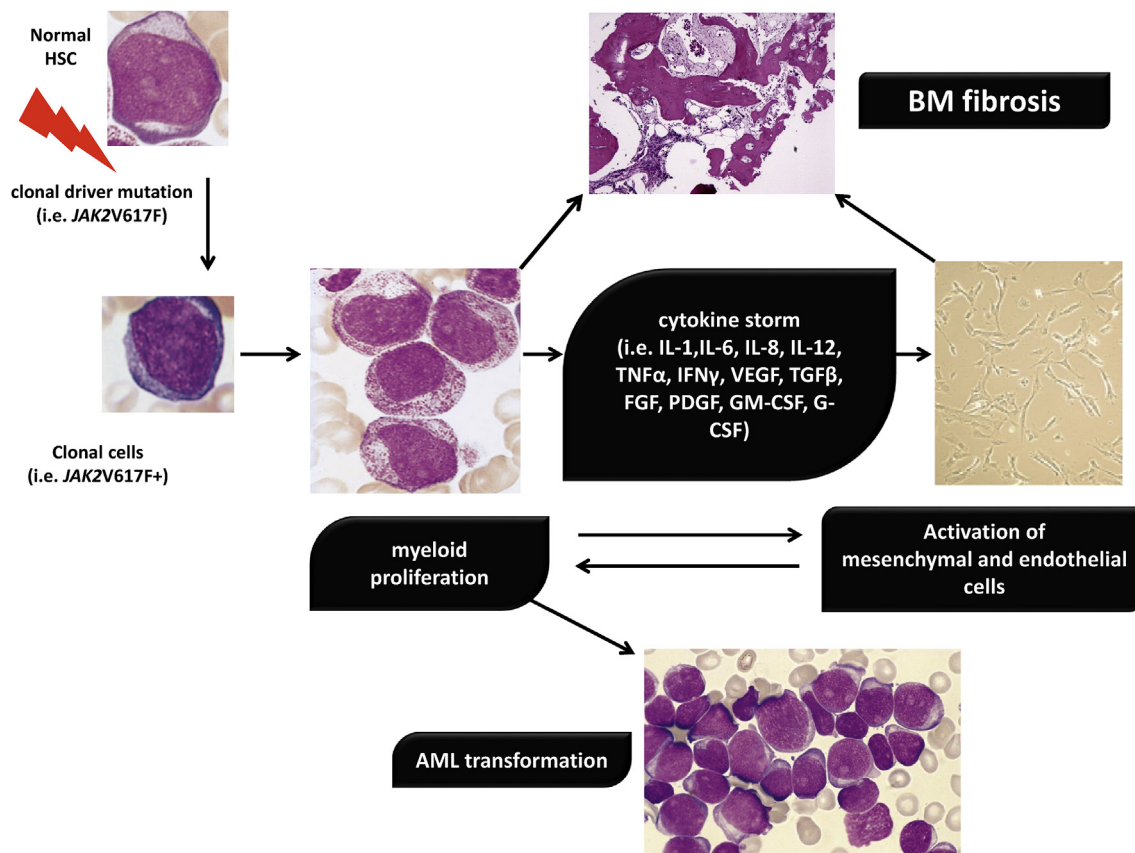 Normal
HSC
clonal driver mutation
(i.e. JAK2V617F)
Clonal cells
(i.e. JAK2V617F+)
BM fibrosis
cytokine storm
(i.e. IL-1,IL-6, IL-8, IL-12,
TNFα, IFNγ, VEGF, TGFβ,
FGF, PDGF, GM-CSF, G-
CSF)
myeloid
proliferation
Activation of
mesenchymal and endothelial
cells
AML transformation